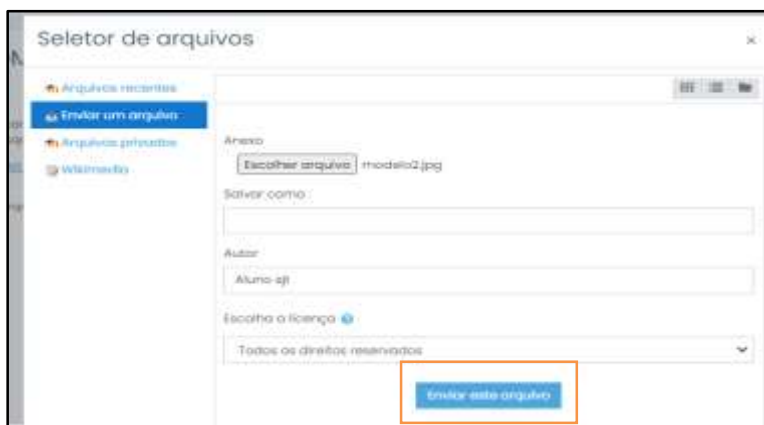 Seletor de arquivos
×
Arquivos recentes
Enviar um arquivo
Arquivos privados
Wikimedia
Anexo
Escolher arquivo modelo2.jpg
Salvar como
Autor
Aluno ajt
Escolha a licença
Todos os direitos reservados
Enviar este arquivo